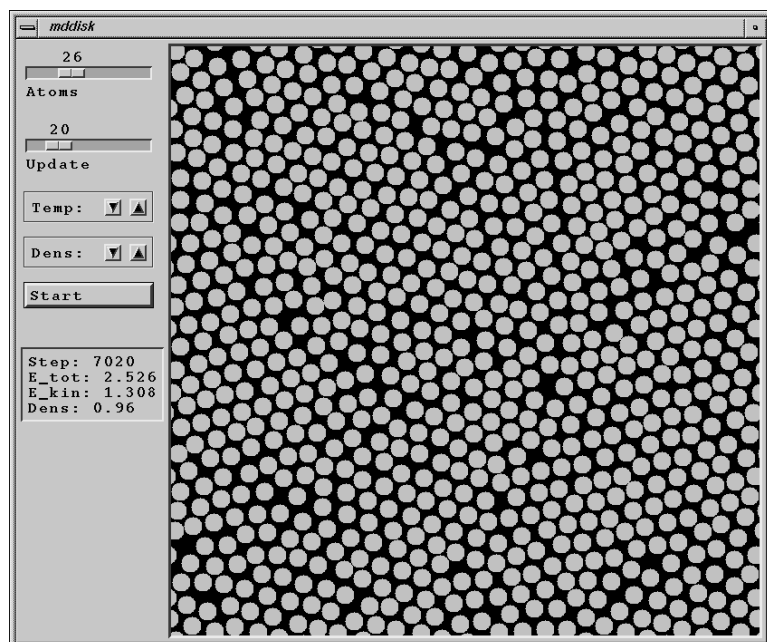 mddisk
26
Atoms
20
Update
Temp:
Dens:
Start
Step: 7020
E_tot: 2.526
E_kin: 1.308
Dens: 0.96